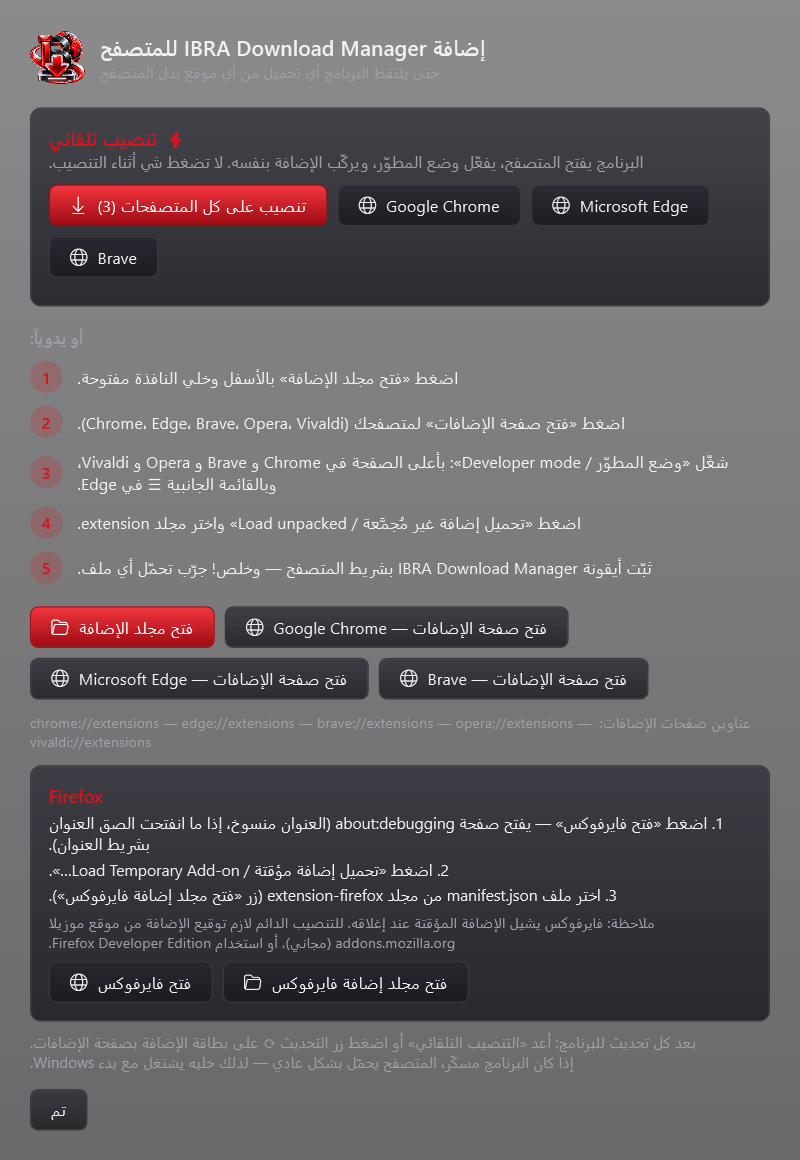 إضافة IBRA Download Manager للمتصفح
حتى يلتقط البرنامج أي تحميل من أي موقع بدل المتصفح
تنصيب تلقائي
البرنامج يفتح المتصفح، يفعّل وضع المطوّر، ويركّب الإضافة بنفسه. لا تضغط شي أثناء التنصيب.
تنصيب على كل المتصفحات (3)
Google Chrome
Microsoft Edge
Brave
أو يدوياً:
1 اضغط «فتح مجلد الإضافة» بالأسفل وخلي النافذة مفتوحة.
2 اضغط «فتح صفحة الإضافات» لمتصفحك (Chrome، Edge، Brave، Opera، Vivaldi).
3 شغّل «وضع المطوّر / Developer mode»: بأعلى الصفحة في Chrome و Brave و Opera و Vivaldi،
وبالقائمة الجانبية ☰ في Edge.
4 اضغط «تحميل إضافة غير مُجمَّعة / Load unpacked» واختر مجلد extension.
5 ثبّت أيقونة IBRA Download Manager بشريط المتصفح — وخلص! جرّب تحمّل أي ملف.
فتح مجلد الإضافة
فتح صفحة الإضافات — Google Chrome
فتح صفحة الإضافات — Microsoft Edge
فتح صفحة الإضافات — Brave
عناوين صفحات الإضافات: chrome://extensions — edge://extensions — brave://extensions — opera://extensions —
vivaldi://extensions
Firefox
1. اضغط «فتح فايرفوكس» — يفتح صفحة about:debugging (العنوان منسوخ، إذا ما انفتحت الصق العنوان
بشريط العنوان).
2. اضغط «تحميل إضافة مؤقتة / Load Temporary Add-on…».
3. اختر ملف manifest.json من مجلد extension-firefox (زر «فتح مجلد إضافة فايرفوكس»).
ملاحظة: فايرفوكس يشيل الإضافة المؤقتة عند إغلاقه. للتنصيب الدائم لازم توقيع الإضافة من موقع موزيلا
addons.mozilla.org (مجاني)، أو استخدام Firefox Developer Edition.
فتح فايرفوكس
فتح مجلد إضافة فايرفوكس
بعد كل تحديث للبرنامج: أعد «التنصيب التلقائي» أو اضغط زر التحديث ⟳ على بطاقة الإضافة بصفحة الإضافات.
إذا كان البرنامج مسكّر، المتصفح يحمّل بشكل عادي — لذلك خليه يشتغل مع بدء Windows.
تم